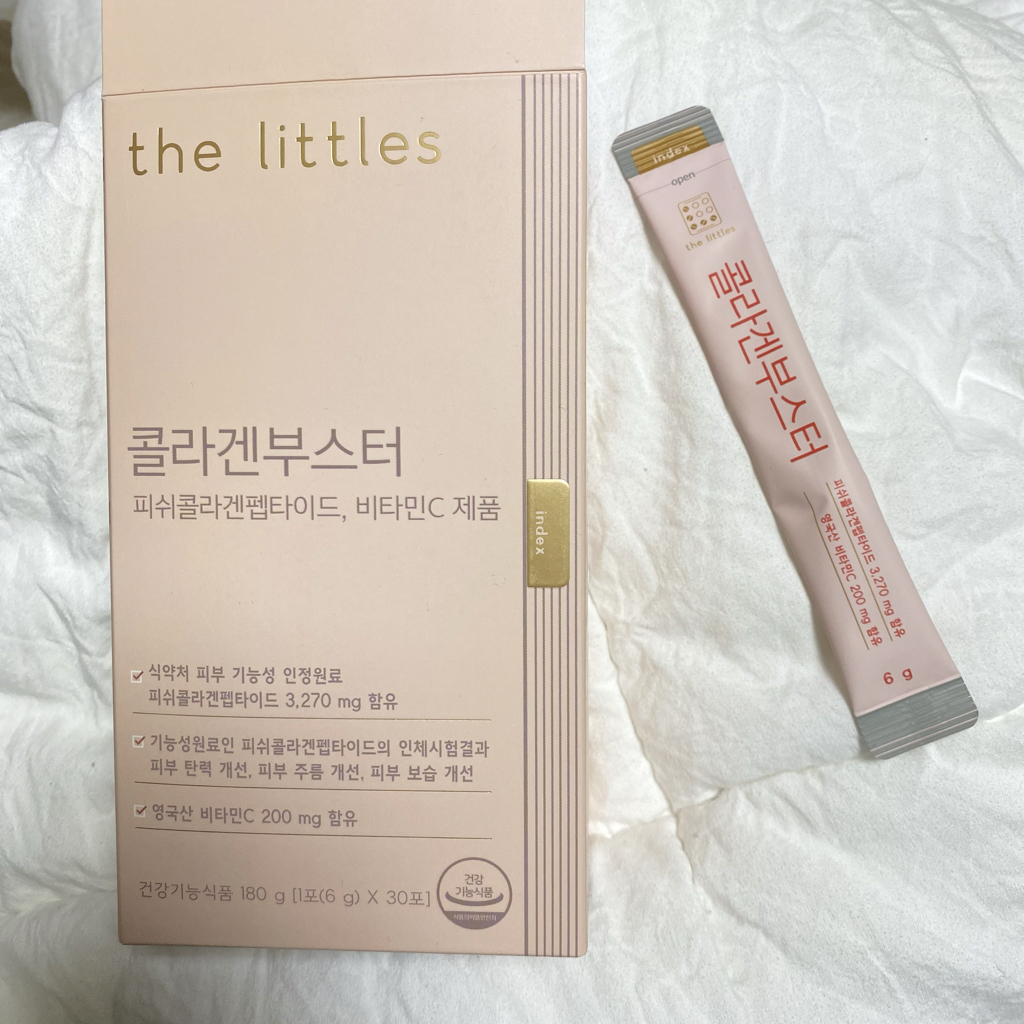 the littles
콜라겐부스터
피쉬콜라겐펩타이드, 비타민C 제품
index
식약처 피부 기능성 인정원료
피쉬콜라겐펩타이드 3,270 mg 함유
기능성원료인 피쉬콜라겐펩타이드의 인체시험결과
피부 탄력 개선, 피부 주름 개선, 피부 보습 개선
영국산 비타민C 200 mg 함유
건강기능식품 180 g [1포(6 g) X 30포]
건강
기능식품
식품의약품안전처
index
open
the littles
콜라겐부스터
피쉬콜라겐펩타이드 3,270 mg 함유
영국산 비타민C 200 mg 함유
6 g